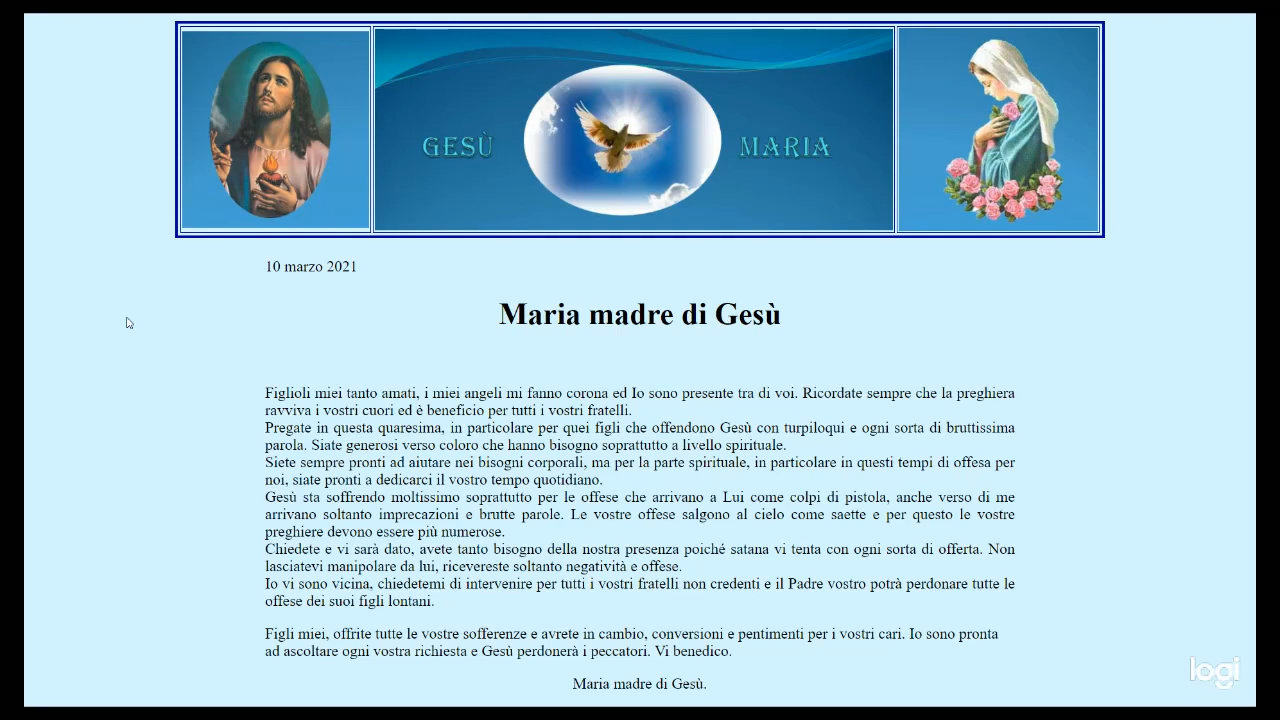 GESÙ MARIA
10 marzo 2021
Maria madre di Gesù
Figlioli miei tanto amati, i miei angeli mi fanno corona ed Io sono presente tra di voi. Ricordate sempre che la preghiera
ravviva i vostri cuori ed è beneficio per tutti i vostri fratelli.
Pregate in questa quaresima, in particolare per quei figli che offendono Gesù con turpiloqui e ogni sorta di bruttissima
parola. Siate generosi verso coloro che hanno bisogno soprattutto a livello spirituale.
Siete sempre pronti ad aiutare nei bisogni corporali, ma per la parte spirituale, in particolare in questi tempi di offesa per
noi, siate pronti a dedicarci il vostro tempo quotidiano.
Gesù sta soffrendo moltissimo soprattutto per le offese che arrivano a Lui come colpi di pistola, anche verso di me
arrivano soltanto imprecazioni e brutte parole. Le vostre offese salgono al cielo come saette e per questo le vostre
preghiere devono essere più numerose.
Chiedete e vi sarà dato, avete tanto bisogno della nostra presenza poiché satana vi tenta con ogni sorta di offerta. Non
lasciatevi manipolare da lui, ricevereste soltanto negatività e offese.
Io vi sono vicina, chiedetemi di intervenire per tutti i vostri fratelli non credenti e il Padre vostro potrà perdonare tutte le
offese dei suoi figli lontani.
Figli miei, offrite tutte le vostre sofferenze e avrete in cambio, conversioni e pentimenti per i vostri cari. Io sono pronta
ad ascoltare ogni vostra richiesta e Gesù perdonerà i peccatori. Vi benedico.
Maria madre di Gesù.
logi